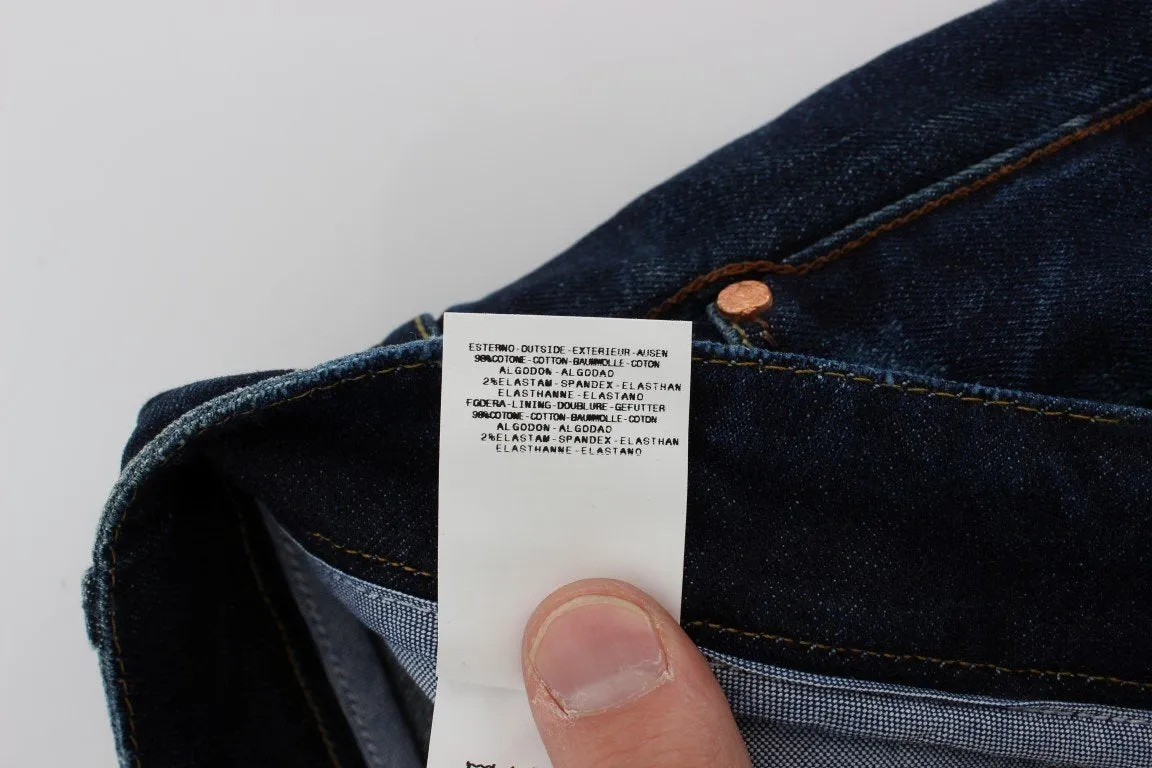 ESTERNO-OUTSIDE-EXTERIEUR-AUSEN
98%COTONE-COTTON-BAUMWOLLE-COTON
ALGODON-ALGODAO
2%ELASTAM-SPANDEX-ELASTHAN
ELASTHANNE-ELASTANO
FODERA-LINING-DOUBLURE-GEFUTTER
98%COTONE-COTTON-BAUMWOLLE-COTON
ALGODON-ALGODAO
2%ELASTAM-SPANDEX-ELASTHAN
ELASTHANNE-ELASTANO